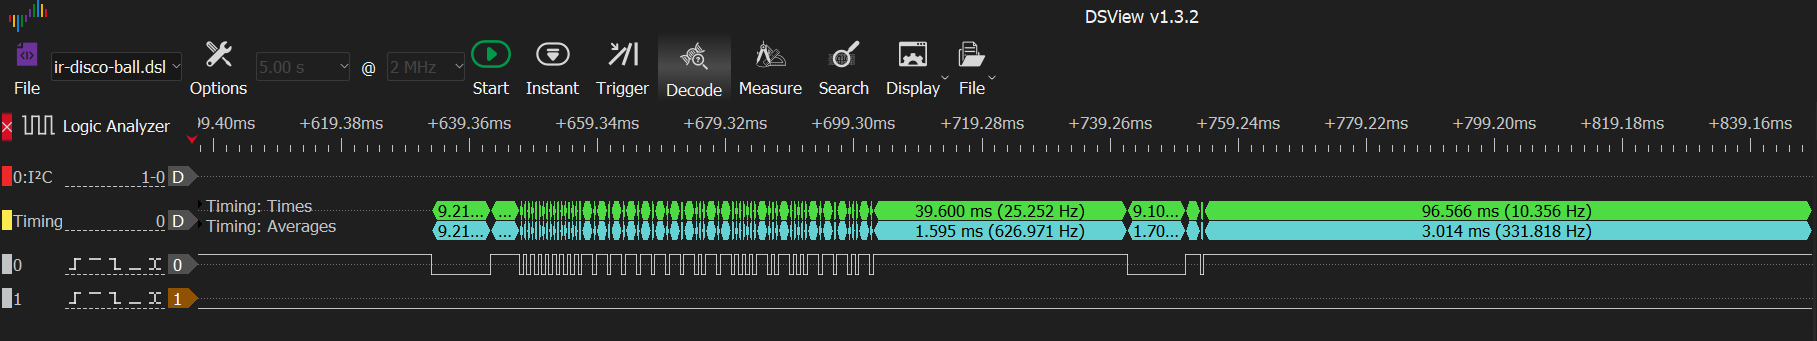 DSView v1.3.2
ir-disco-ball.dsl 5.00 s @ 2 MHz
File Options Start Instant Trigger Decode Measure Search Display File
Logic Analyzer 09.40ms +619.38ms +639.36ms +659.34ms +679.32ms +699.30ms +719.28ms +739.26ms +759.24ms +779.22ms +799.20ms +819.18ms +839.16ms
0:I²C 1-0 D
Timing 0 D
Timing: Times 9.21... ... 39.600 ms (25.252 Hz) 9.10... 96.566 ms (10.356 Hz)
Timing: Averages 9.21... ... 1.595 ms (626.971 Hz) 1.70... 3.014 ms (331.818 Hz)
0 0
1 1